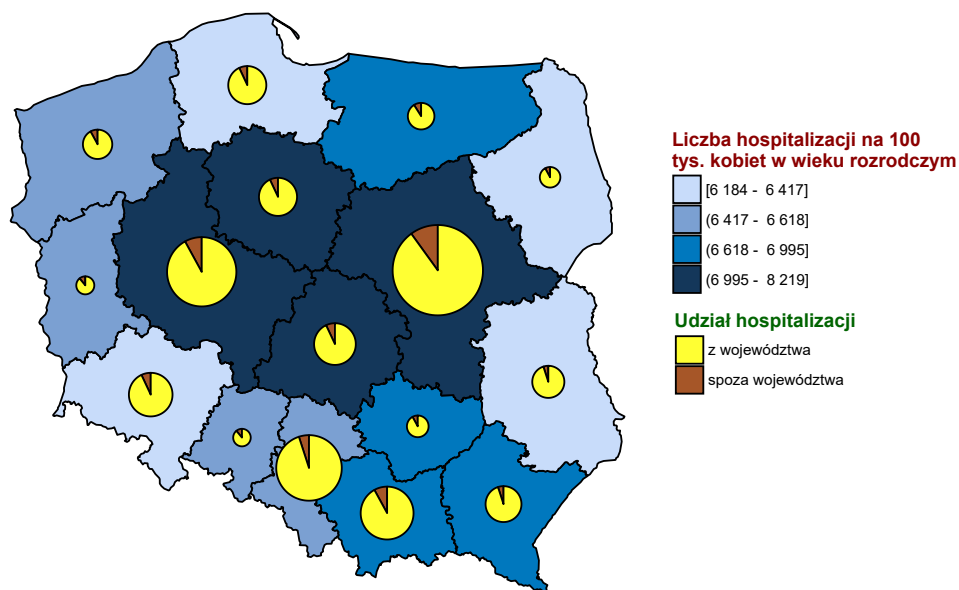 Liczba hospitalizacji na 100
tys. kobiet w wieku rozrodczym
[6 184 - 6 417]
(6 417 - 6 618]
(6 618 - 6 995]
(6 995 - 8 219]
Udział hospitalizacji
z województwa
spoza województwa